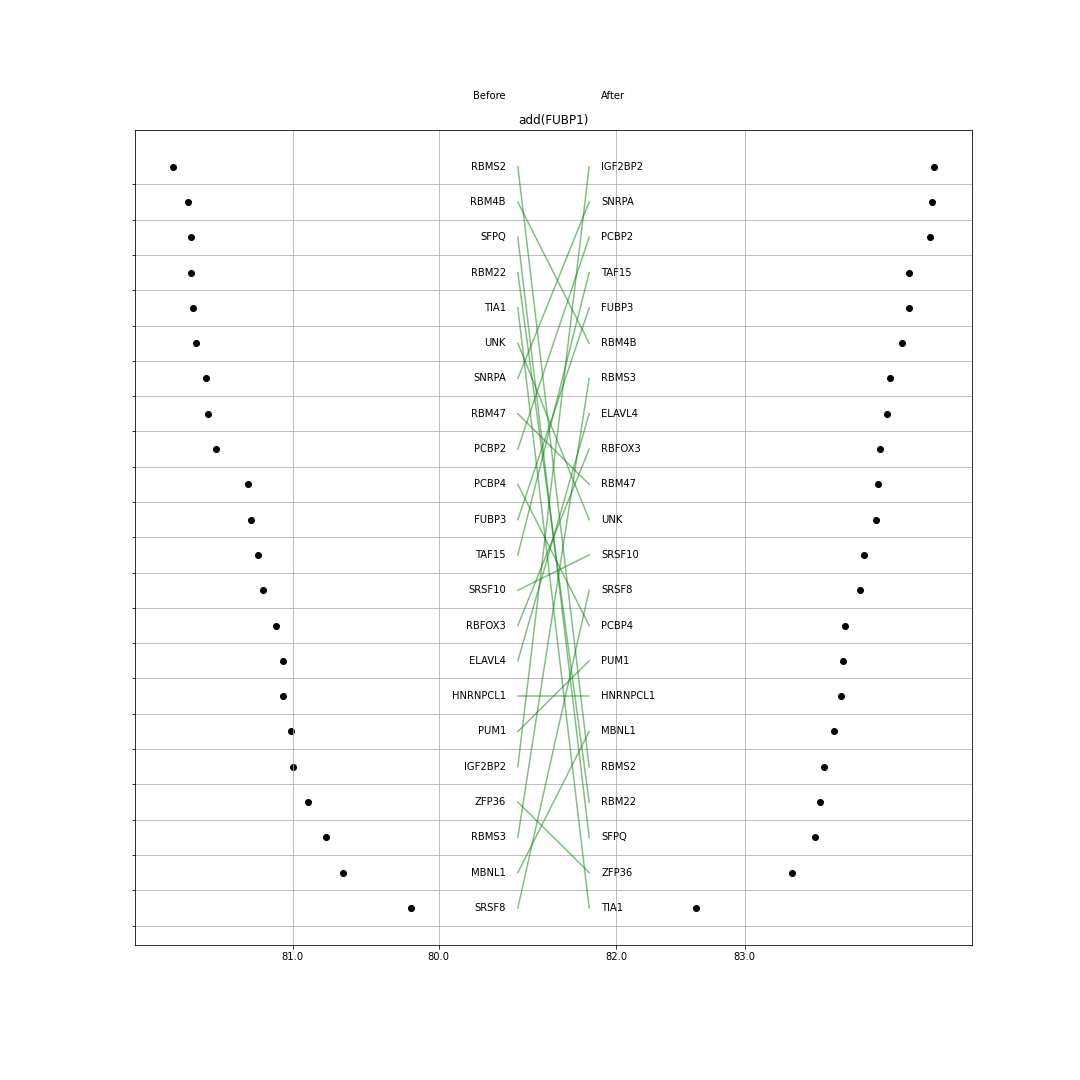 Before After
add(FUBP1)
RBMS2 IGF2BP2
RBM4B SNRPA
SFPQ PCBP2
RBM22 TAF15
TIA1 FUBP3
UNK RBM4B
SNRPA RBMS3
RBM47 ELAVL4
PCBP2 RBFOX3
PCBP4 RBM47
FUBP3 UNK
TAF15 SRSF10
SRSF10 SRSF8
RBFOX3 PCBP4
ELAVL4 PUM1
HNRNPCL1 HNRNPCL1
PUM1 MBNL1
IGF2BP2 RBMS2
ZFP36 RBM22
RBMS3 SFPQ
MBNL1 ZFP36
SRSF8 TIA1
81.0 80.0 82.0 83.0